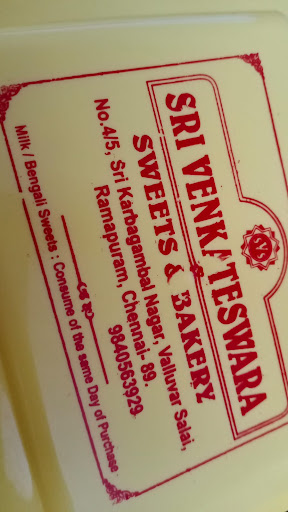 SRI VENKATESWARA
SWEETS & BAKERY
No.4/5, Sri Karbagambal Nagar, Valluvar Salai,
Ramapuram, Chennai- 89.
9840563929
Milk / Bengali Sweets : Consume of the same Day of Purchase